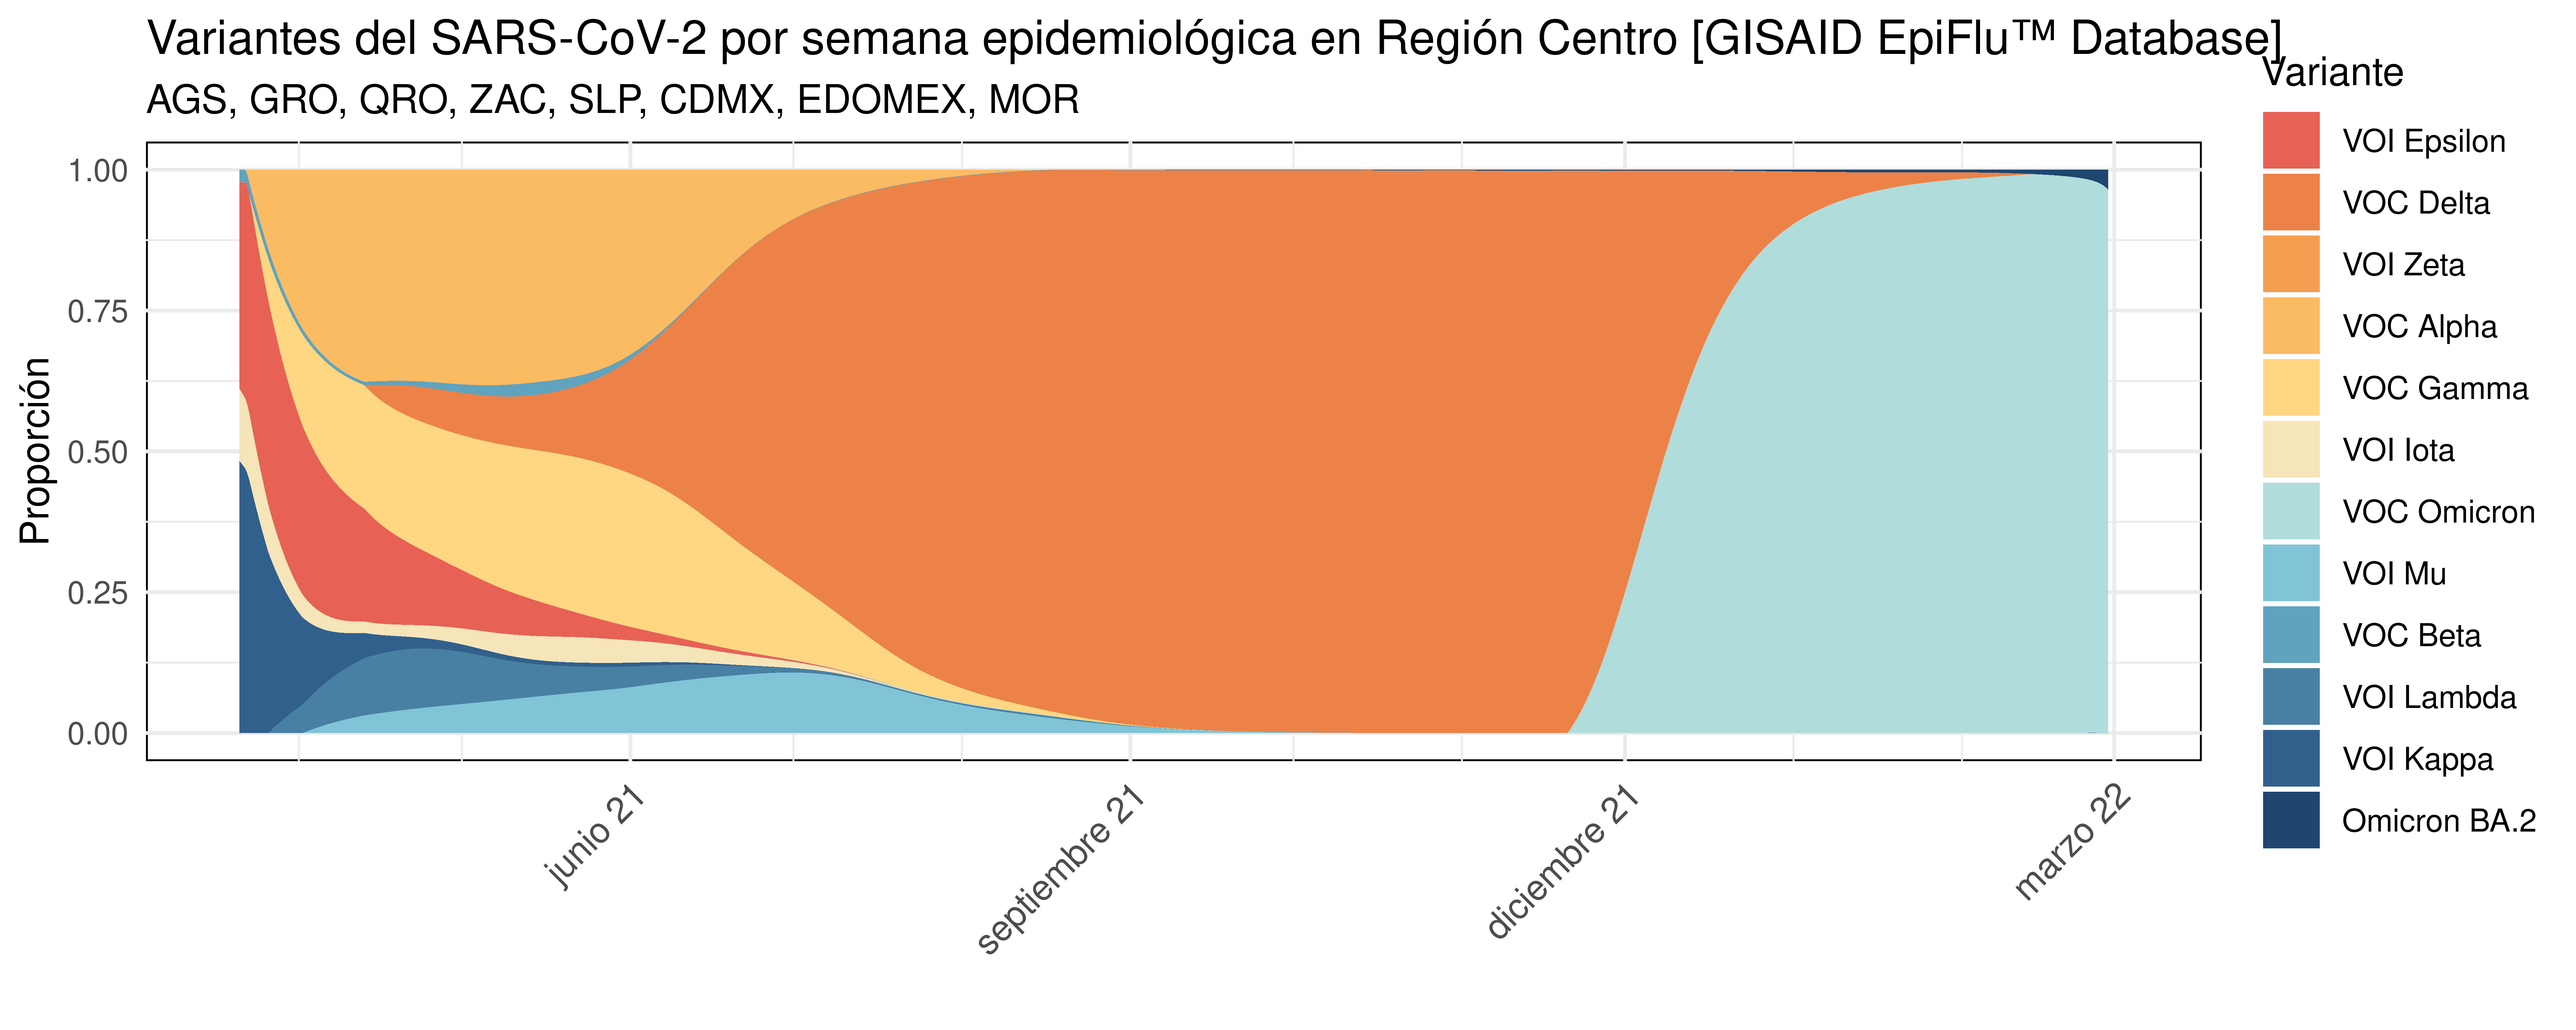 Variantes del SARS-CoV-2 por semana epidemiológica en Región Centro [GISAID EpiFlu™ Database]
AGS, GRO, QRO, ZAC, SLP, CDMX, EDOMEX, MOR
Proporción
1.00
0.75
0.50
0.25
0.00
junio 21
septiembre 21
diciembre 21
marzo 22
Variante
VOI Epsilon
VOC Delta
VOI Zeta
VOC Alpha
VOC Gamma
VOI Iota
VOC Omicron
VOI Mu
VOC Beta
VOI Lambda
VOI Kappa
Omicron BA.2